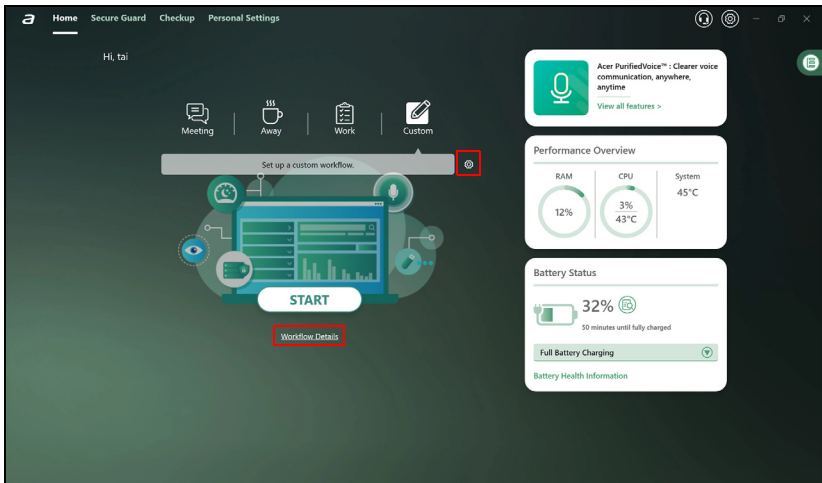 a Home Secure Guard Checkup Personal Settings
Hi, tai
Meeting Away Work Custom
Set up a custom workflow.
START
Workflow Details
Acer PurifiedVoice™ : Clearer voice
communication, anywhere,
anytime
View all features >
Performance Overview
RAM CPU System
12%
3%
43°C
45°C
Battery Status
32%
50 minutes until fully charged
Full Battery Charging
Battery Health Information